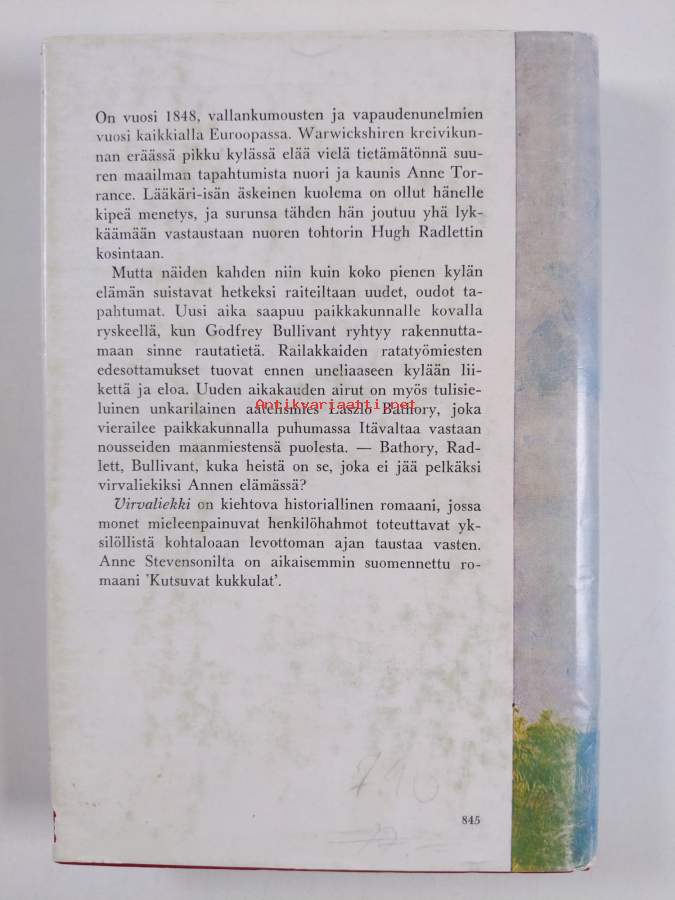 On vuosi 1848, vallankumousten ja vapaudenunelmien
vuosi kaikkialla Euroopassa. Warwickshiren kreivikun-
nan eräässä pikku kylässä elää vielä tietämätönnä suu-
ren maailman tapahtumista nuori ja kaunis Anne Tor-
rance. Lääkäri-isän äskeinen kuolema on ollut hänelle
kipeä menetys, ja surunsa tähden hän joutuu yhä lyk-
käämään vastaustaan nuoren tohtorin Hugh Radlettin
kosintaan.
Mutta näiden kahden niin kuin koko pienen kylän
elämän suistavat hetkeksi raiteiltaan uudet, oudot ta-
pahtumat. Uusi aika saapuu paikkakunnalle kovalla
ryskeellä, kun Godfrey Bullivant ryhtyy rakennutta-
maan sinne rautatietä. Railakkaiden ratatyömiesten
edesottamukset tuovat ennen uneliaaseen kylään lii-
kettä ja eloa. Uuden aikakauden airut on myös tulisie-
luinen unkarilainen aatelismies Laszlo Bathory, joka
Antikvariaatti.net
vierailee paikkakunnalla puhumassa Itävaltaa vastaan
nousseiden maanmiestensä puolesta. — Bathory, Rad-
lett, Bullivant, kuka heistä on se, joka ei jää pelkäksi
virvaliekiksi Annen elämässä?
Virvaliekki on kiehtova historiallinen romaani, jossa
monet mieleenpainuvat henkilöhahmot toteuttavat yk-
silöllistä kohtaloaan levottoman ajan taustaa vasten.
Anne Stevensonilta on aikaisemmin suomennettu ro-
maani 'Kutsuvat kukkulat'.
845